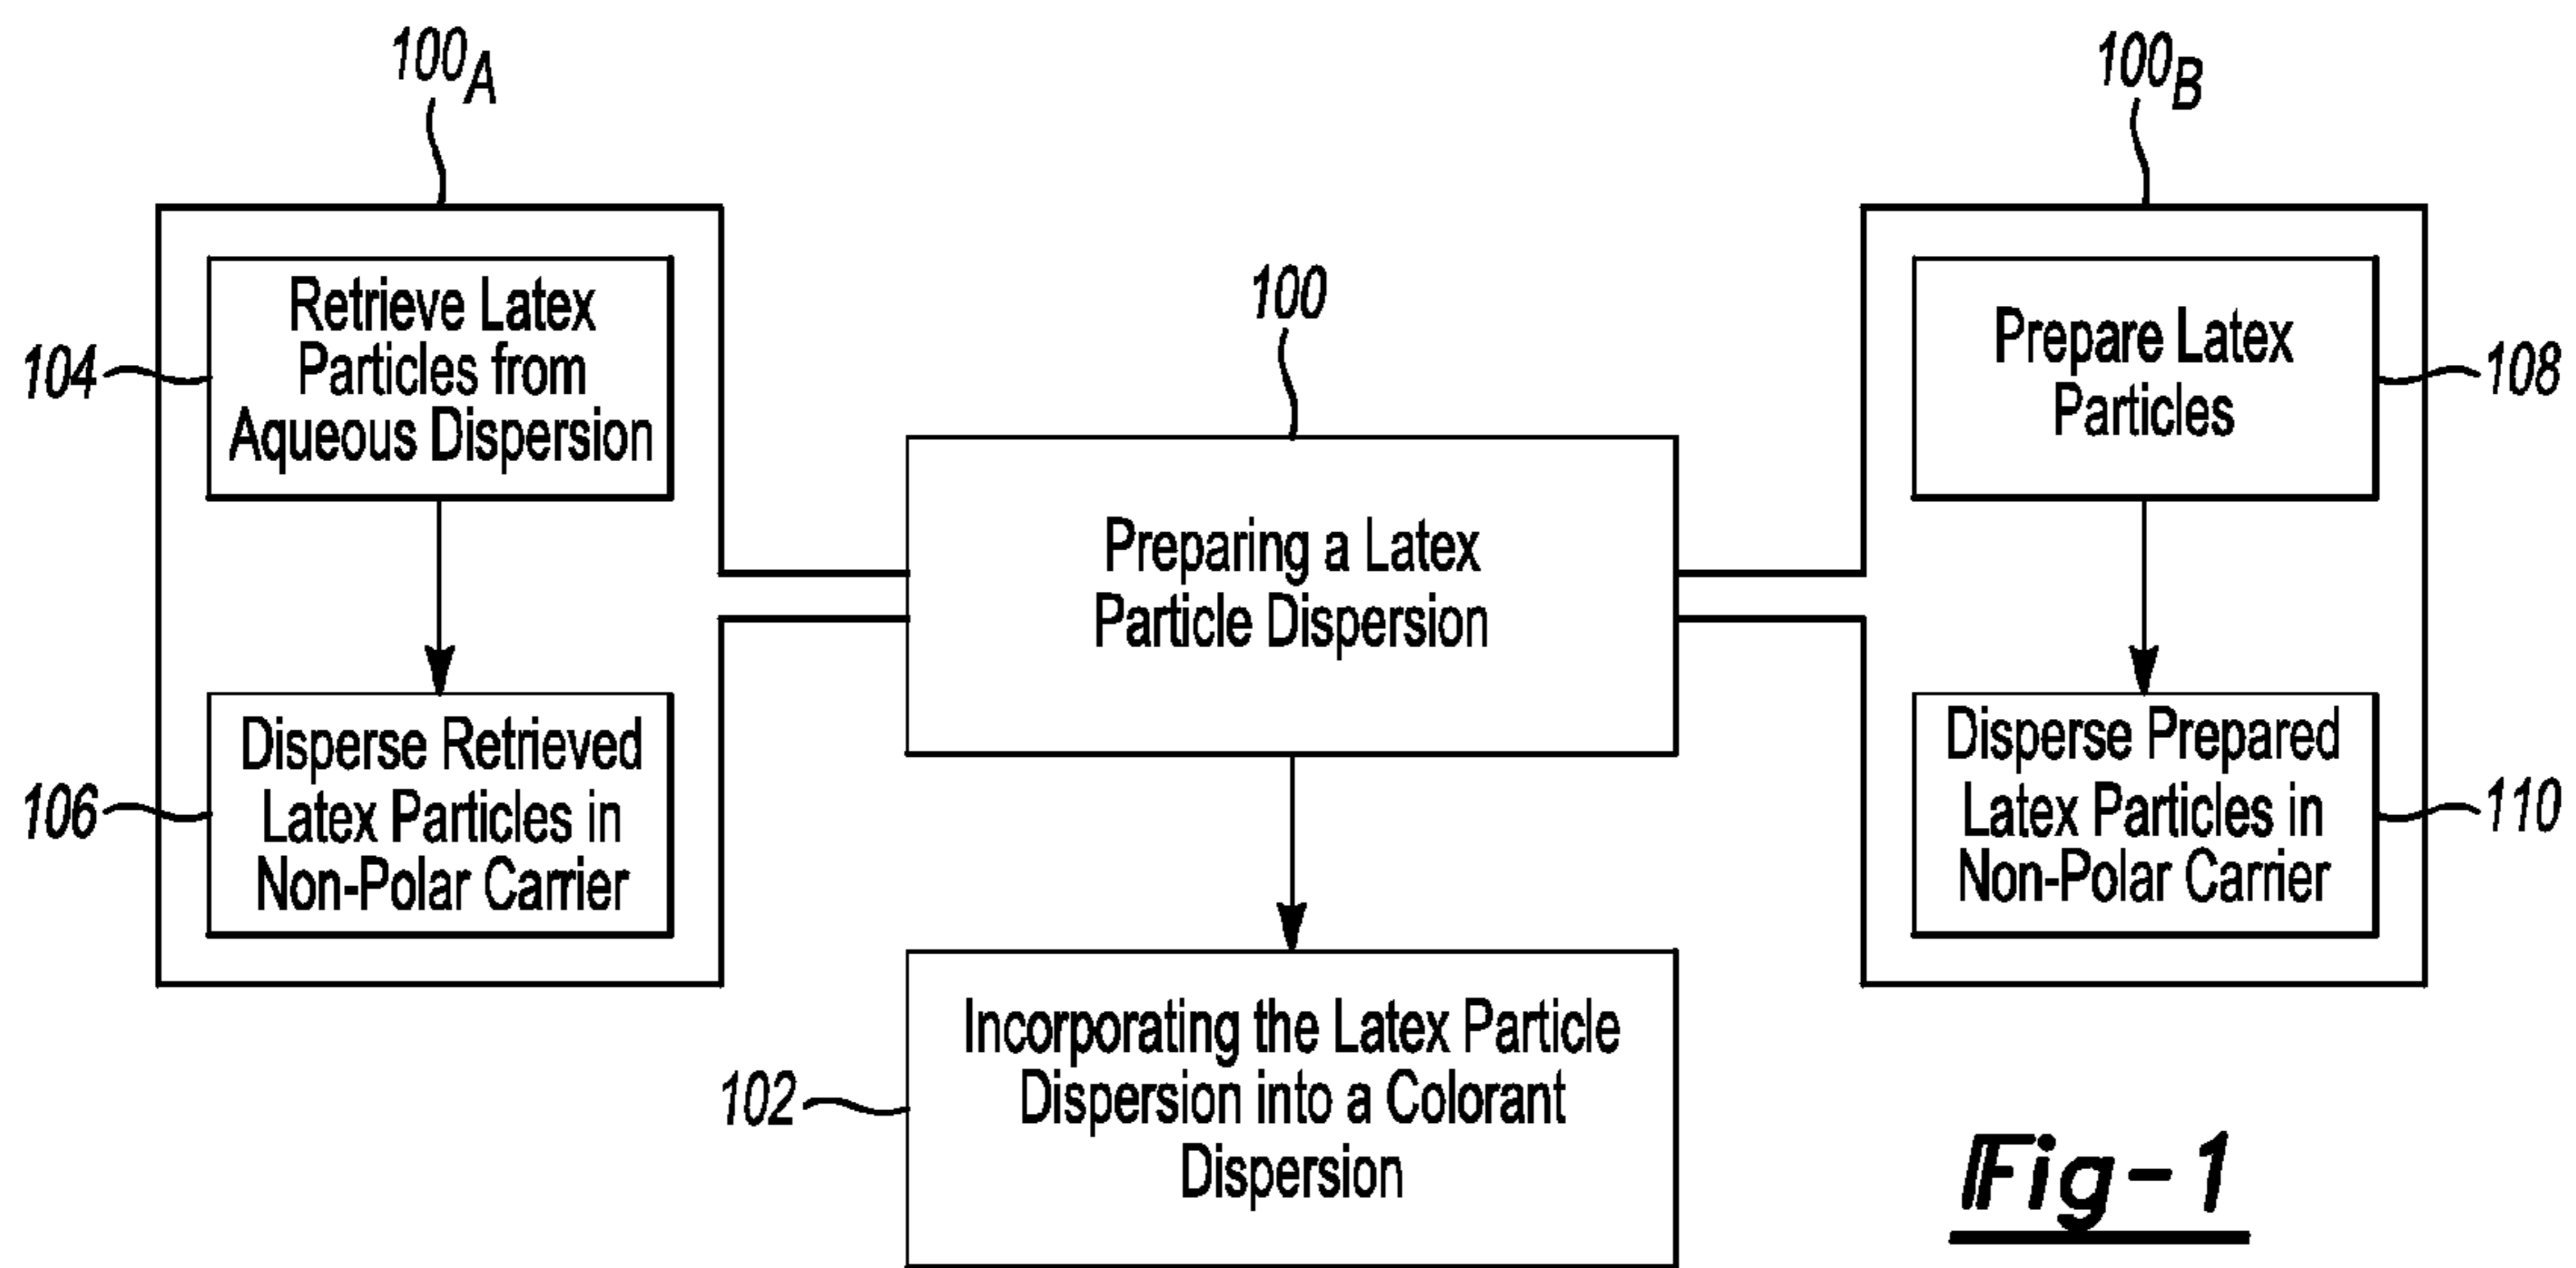 100A
104
Retrieve Latex
Particles from
Aqueous Dispersion
106
Disperse Retrieved
Latex Particles in
Non-Polar Carrier
100
Preparing a Latex
Particle Dispersion
102
Incorporating the Latex Particle
Dispersion into a Colorant
Dispersion
100B
Prepare Latex
Particles
108
Disperse Prepared
Latex Particles in
Non-Polar Carrier
110
Fig-1